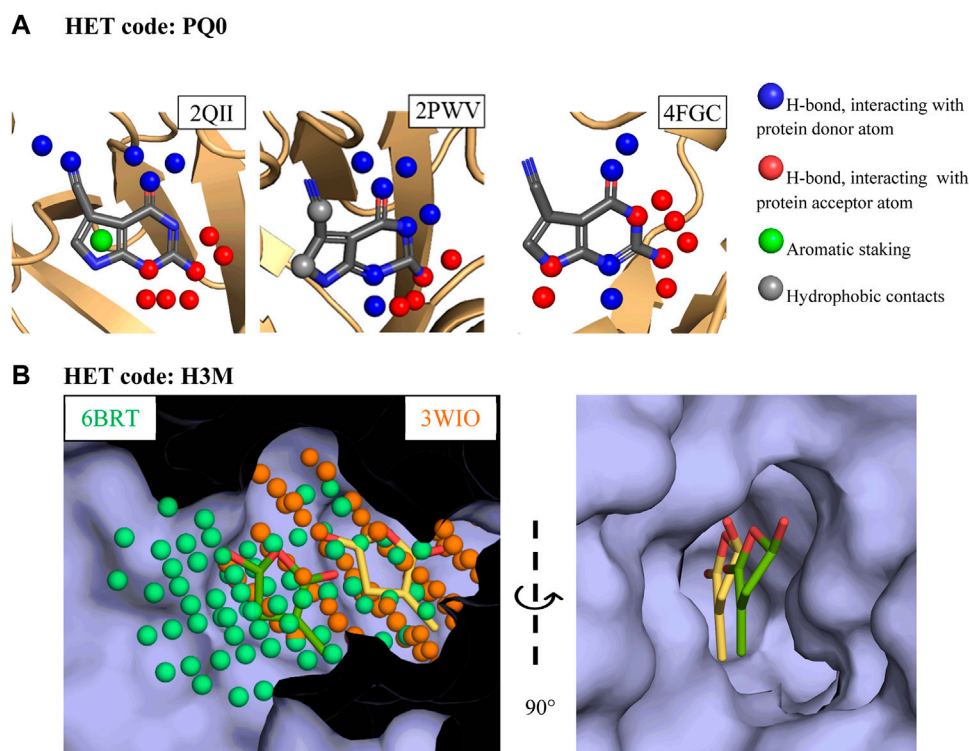 A HET code: PQ0
2QII
2PWV
4FGC
H-bond, interacting with
protein donor atom
H-bond, interacting with
protein acceptor atom
Aromatic staking
Hydrophobic contacts
B HET code: H3M
6BRT
3WIO
90°